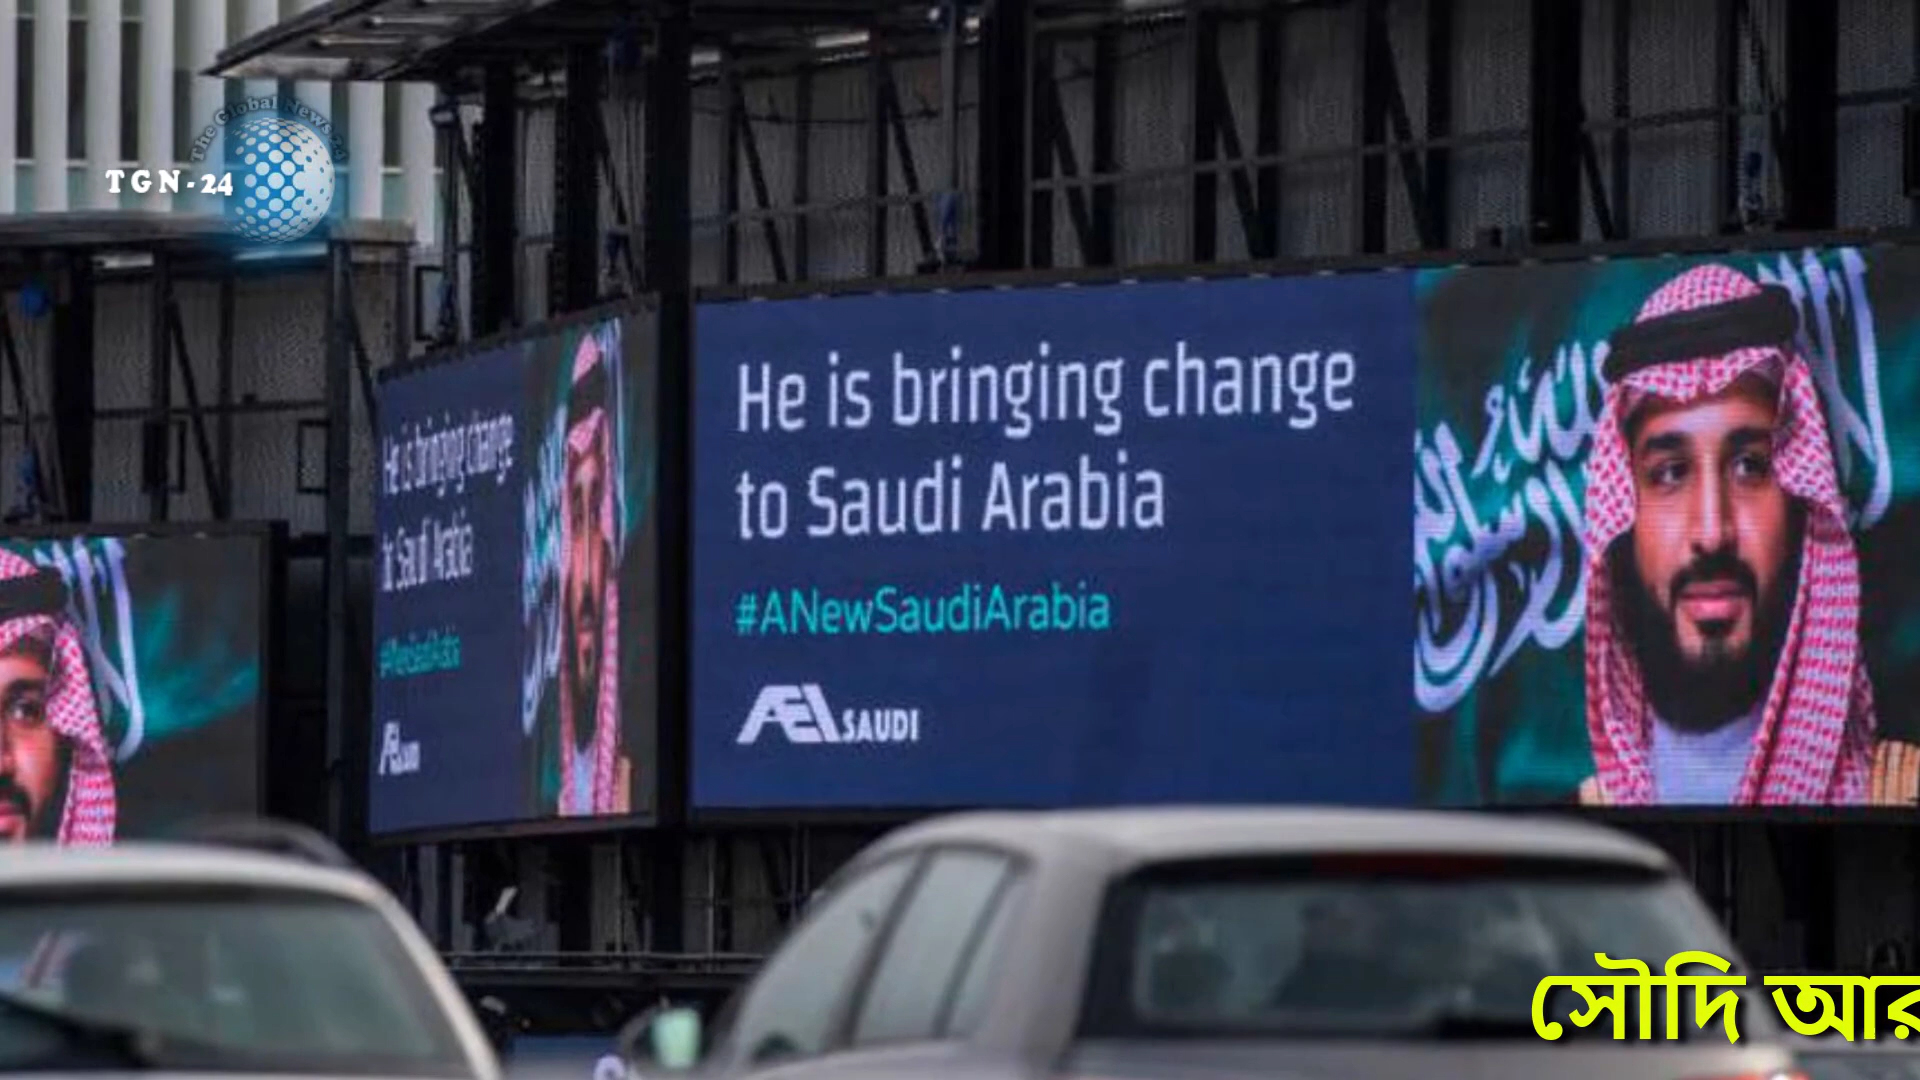 The Global News 24
TGN-24
He is bringing change
to Saudi Arabia
#ANewSaudiArabia
AEI SAUDI
He is bringing change
to Saudi Arabia
#ANewSaudiArabia
সৌদি আর